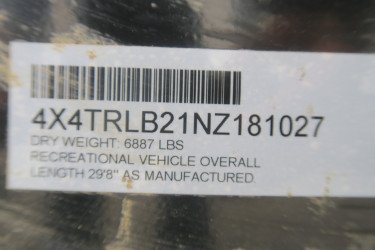 4X4TRLB21NZ181027
DRY WEIGHT: 6887 LBS
RECREATIONAL VEHICLE OVERALL
LENGTH 29'8" AS MANUFACTURED